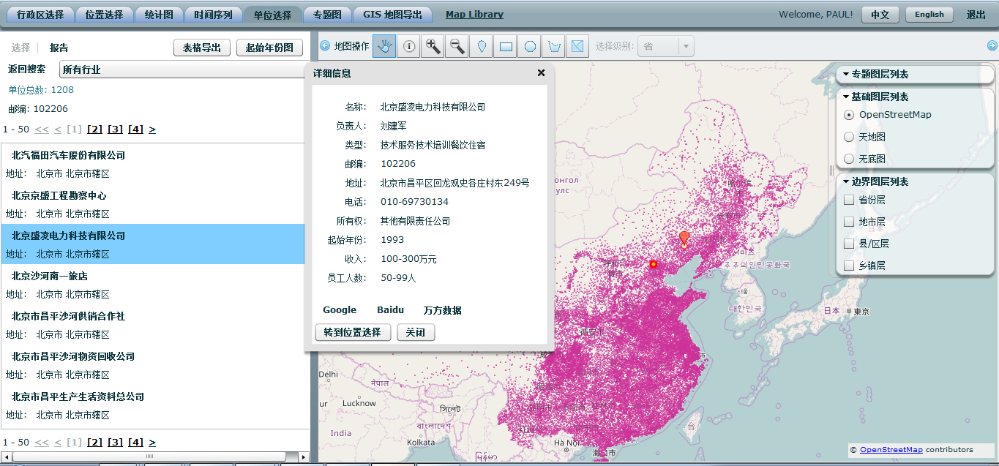 行政区选择 位置选择 统计图 时间序列 单位选择 专题图 GIS 地图导出 Map Library Welcome, PAUL! 中文 English 退出
选择 报告 表格导出 起始年份图
地图操作 选择级别: 省
返回搜索 所有行业
单位总数: 1208
邮编: 102206
1 - 50 << < [1] [2] [3] [4] >
北汽福田汽车股份有限公司
地址: 北京市 北京市辖区
北京京盛工程勘察中心
地址: 北京市 北京市辖区
北京盛凌电力科技有限公司
地址: 北京市 北京市辖区
北京沙河南一旅店
地址: 北京市 北京市辖区
北京市昌平沙河供销合作社
地址: 北京市 北京市辖区
北京市昌平沙河物资回收公司
地址: 北京市 北京市辖区
北京市昌平生产生活资料总公司
地址: 北京市 北京市辖区
1 - 50 << < [1] [2] [3] [4] >
详细信息
名称: 北京盛凌电力科技有限公司
负责人: 刘建军
类型: 技术服务技术培训餐饮住宿
邮编: 102206
地址: 北京市昌平区回龙观史各庄村东249号
电话: 010-69730134
所有权: 其他有限责任公司
起始年份: 1993
收入: 100-300万元
员工人数: 50-99人
Google Baidu 万方数据
转到位置选择 关闭
专题图层列表
基础图层列表
OpenStreetMap
天地图
无底图
边界图层列表
省份层
地市层
县/区层
乡镇层
онгол
улс
서울
대한민국
日本
東京
西安市
Delhi
नेपाल
Lucknow
সিলেট
বাংলাদেশ
India
Kolkata
Hà Nội
海口市
台
© OpenStreetMap contributors